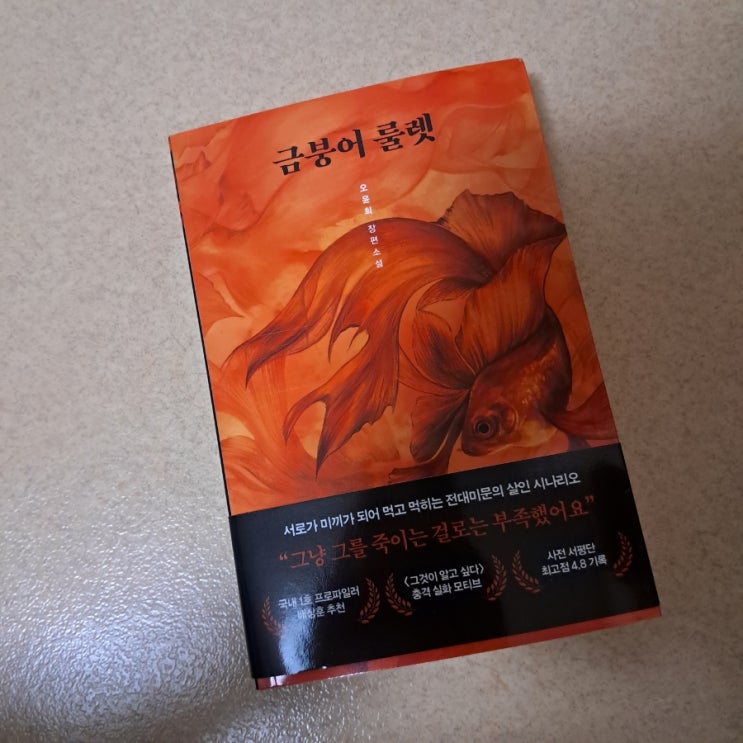 금붕어 룰렛
오윤희 장편소설
서로가 미끼가 되어 먹고 먹히는 전대미문의 살인 시나리오
“그냥 그를 죽이는 걸로는 부족했어요”
국내 1호 프로파일러
배상훈 추천
<그것이 알고 싶다>
충격 실화 모티브
사전 서평단
최고점 4.8 기록